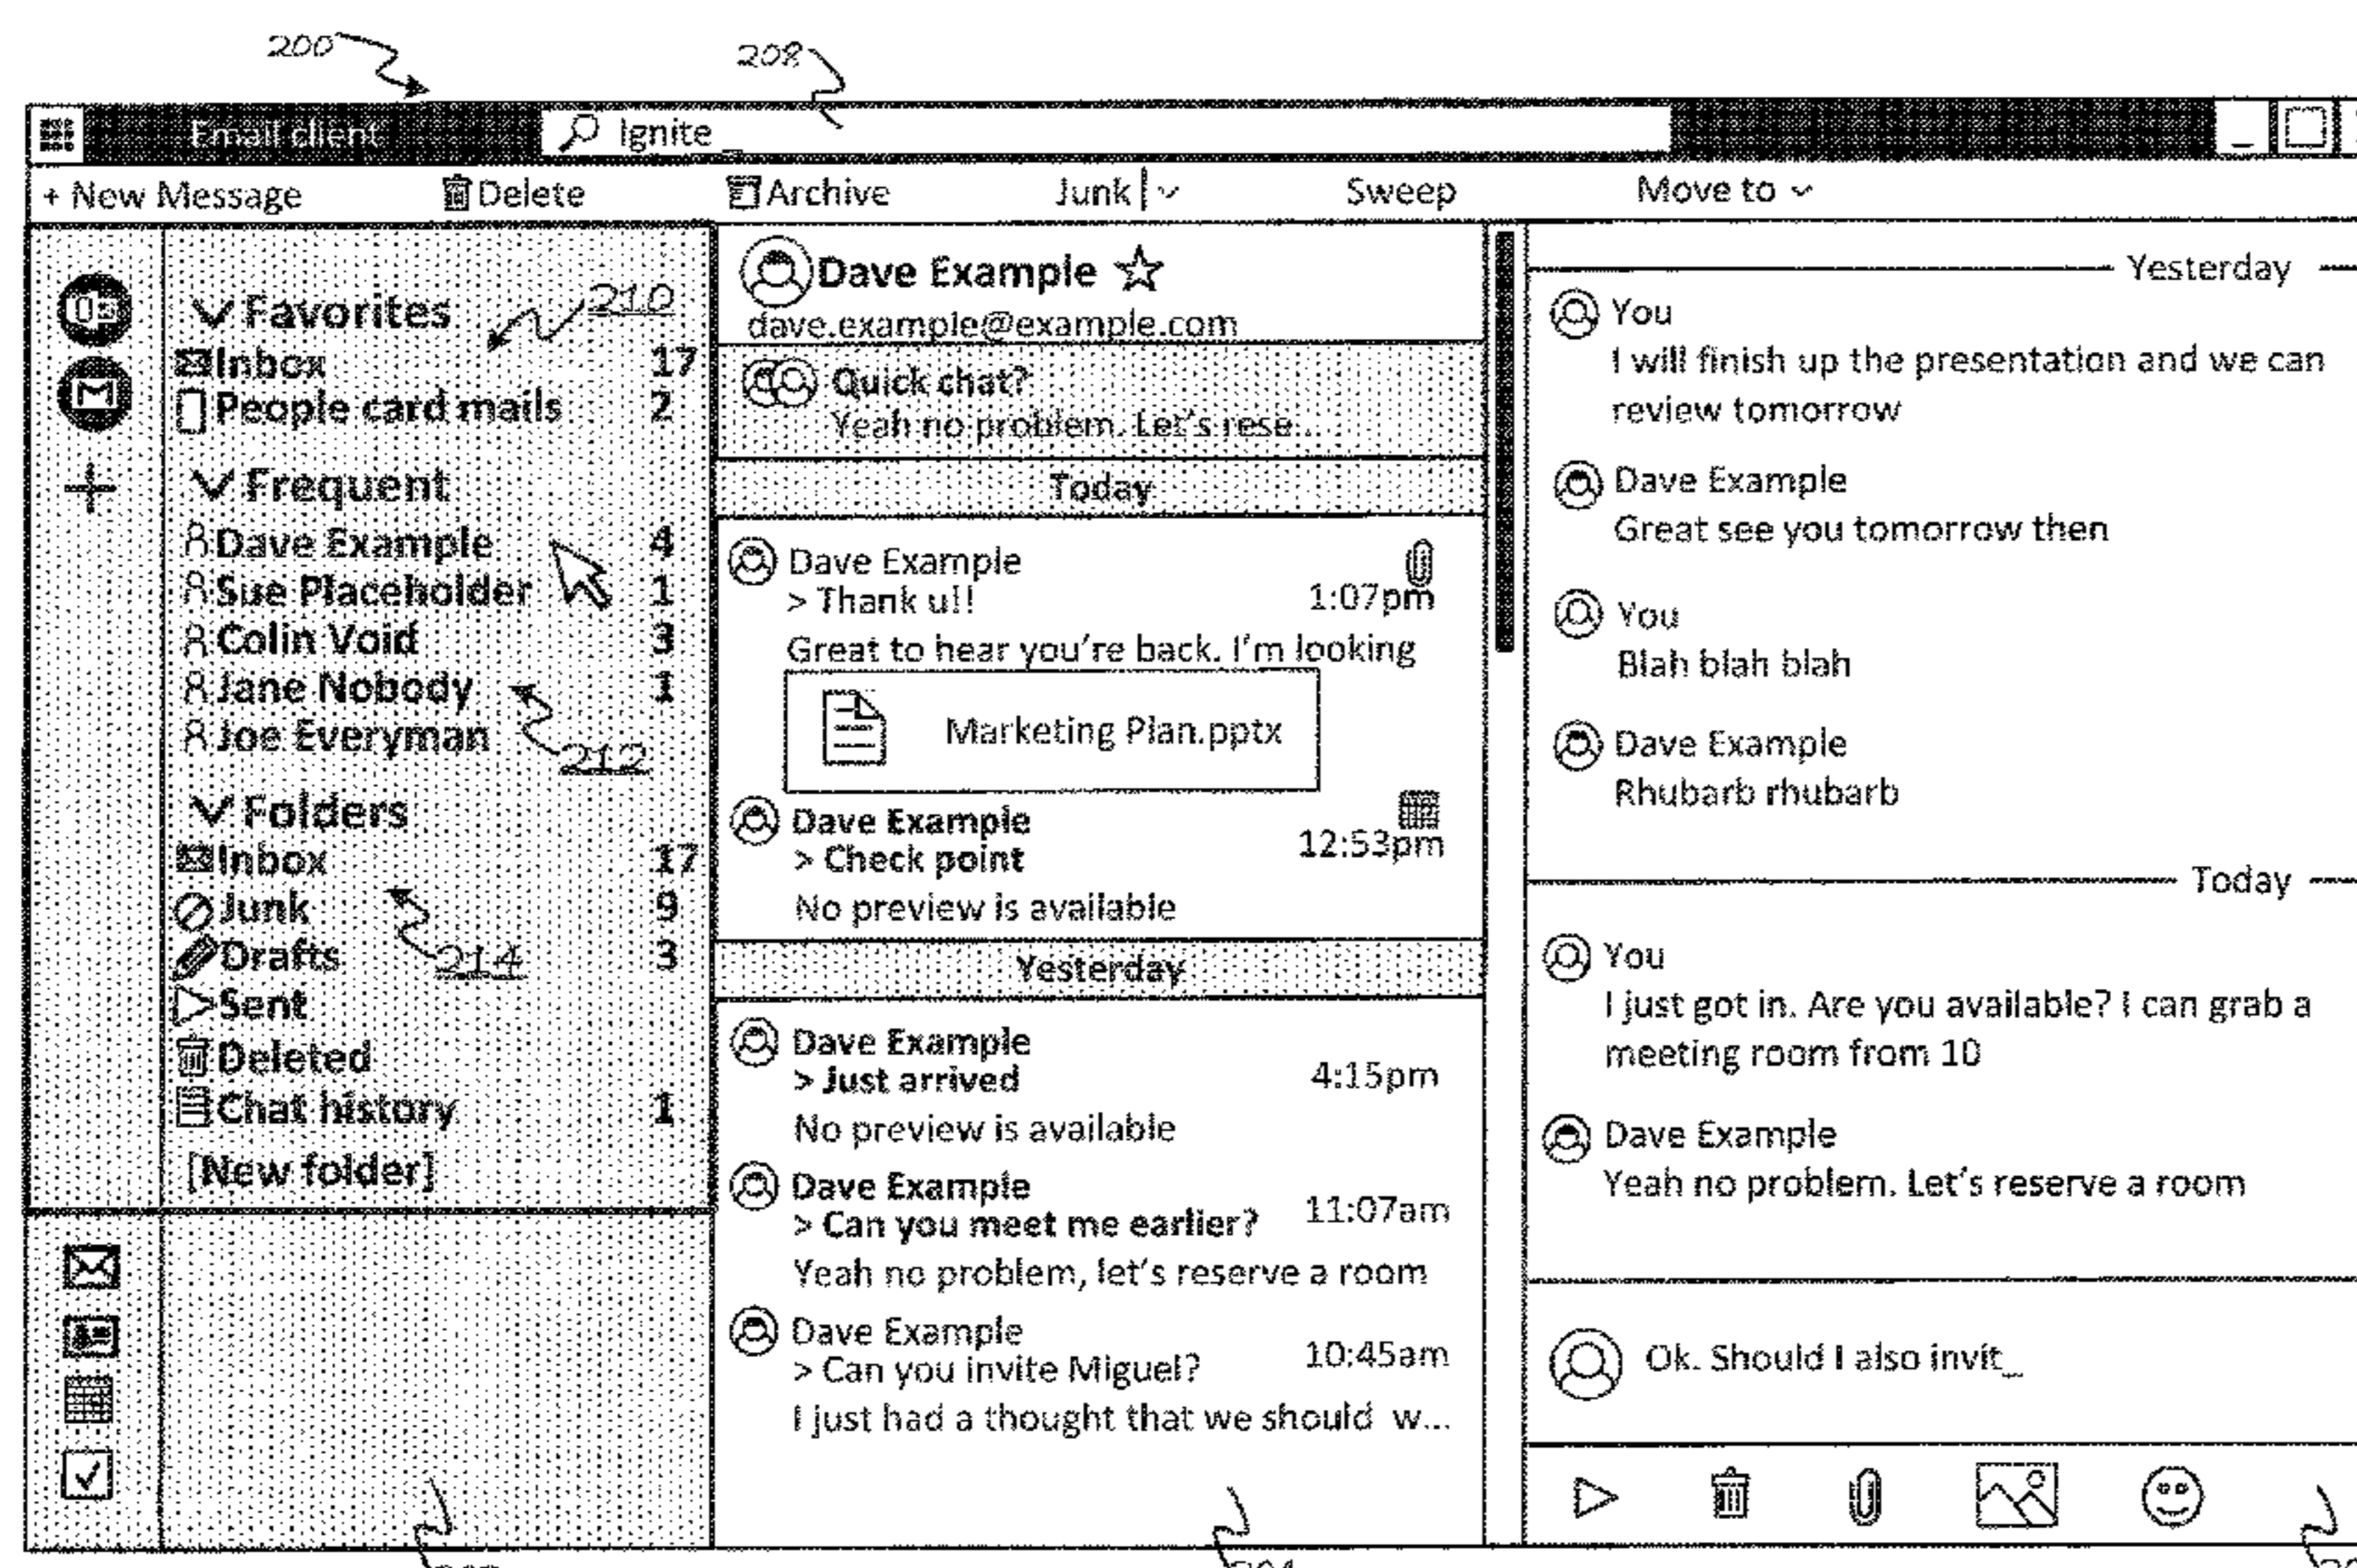 200
208
Email client
Ignite _
+ New Message
Delete
Archive
Junk
Sweep
Move to
Favorites
210
Inbox 17
People card mails 2
Frequent
Dave Example 4
Sue Placeholder 1
Colin Void 3
Jane Nobody 1
Joe Everyman
212
Folders
Inbox 17
Junk 9
Drafts 3
214
Sent
Deleted
Chat history 1
[New folder]
Dave Example
dave.example@example.com
Quick chat?
Yeah no problem. Let's rese...
Today
Dave Example
> Thank u!! 1:07pm
Great to hear you're back. I'm looking
Marketing Plan.pptx
Dave Example
> Check point 12:53pm
No preview is available
Yesterday
Dave Example
> Just arrived 4:15pm
No preview is available
Dave Example
> Can you meet me earlier? 11:07am
Yeah no problem, let's reserve a room
Dave Example
> Can you invite Miguel? 10:45am
I just had a thought that we should w...
Yesterday
You
I will finish up the presentation and we can
review tomorrow
Dave Example
Great see you tomorrow then
You
Blah blah blah
Dave Example
Rhubarb rhubarb
Today
You
I just got in. Are you available? I can grab a
meeting room from 10
Dave Example
Yeah no problem. Let's reserve a room
Ok. Should I also invit_